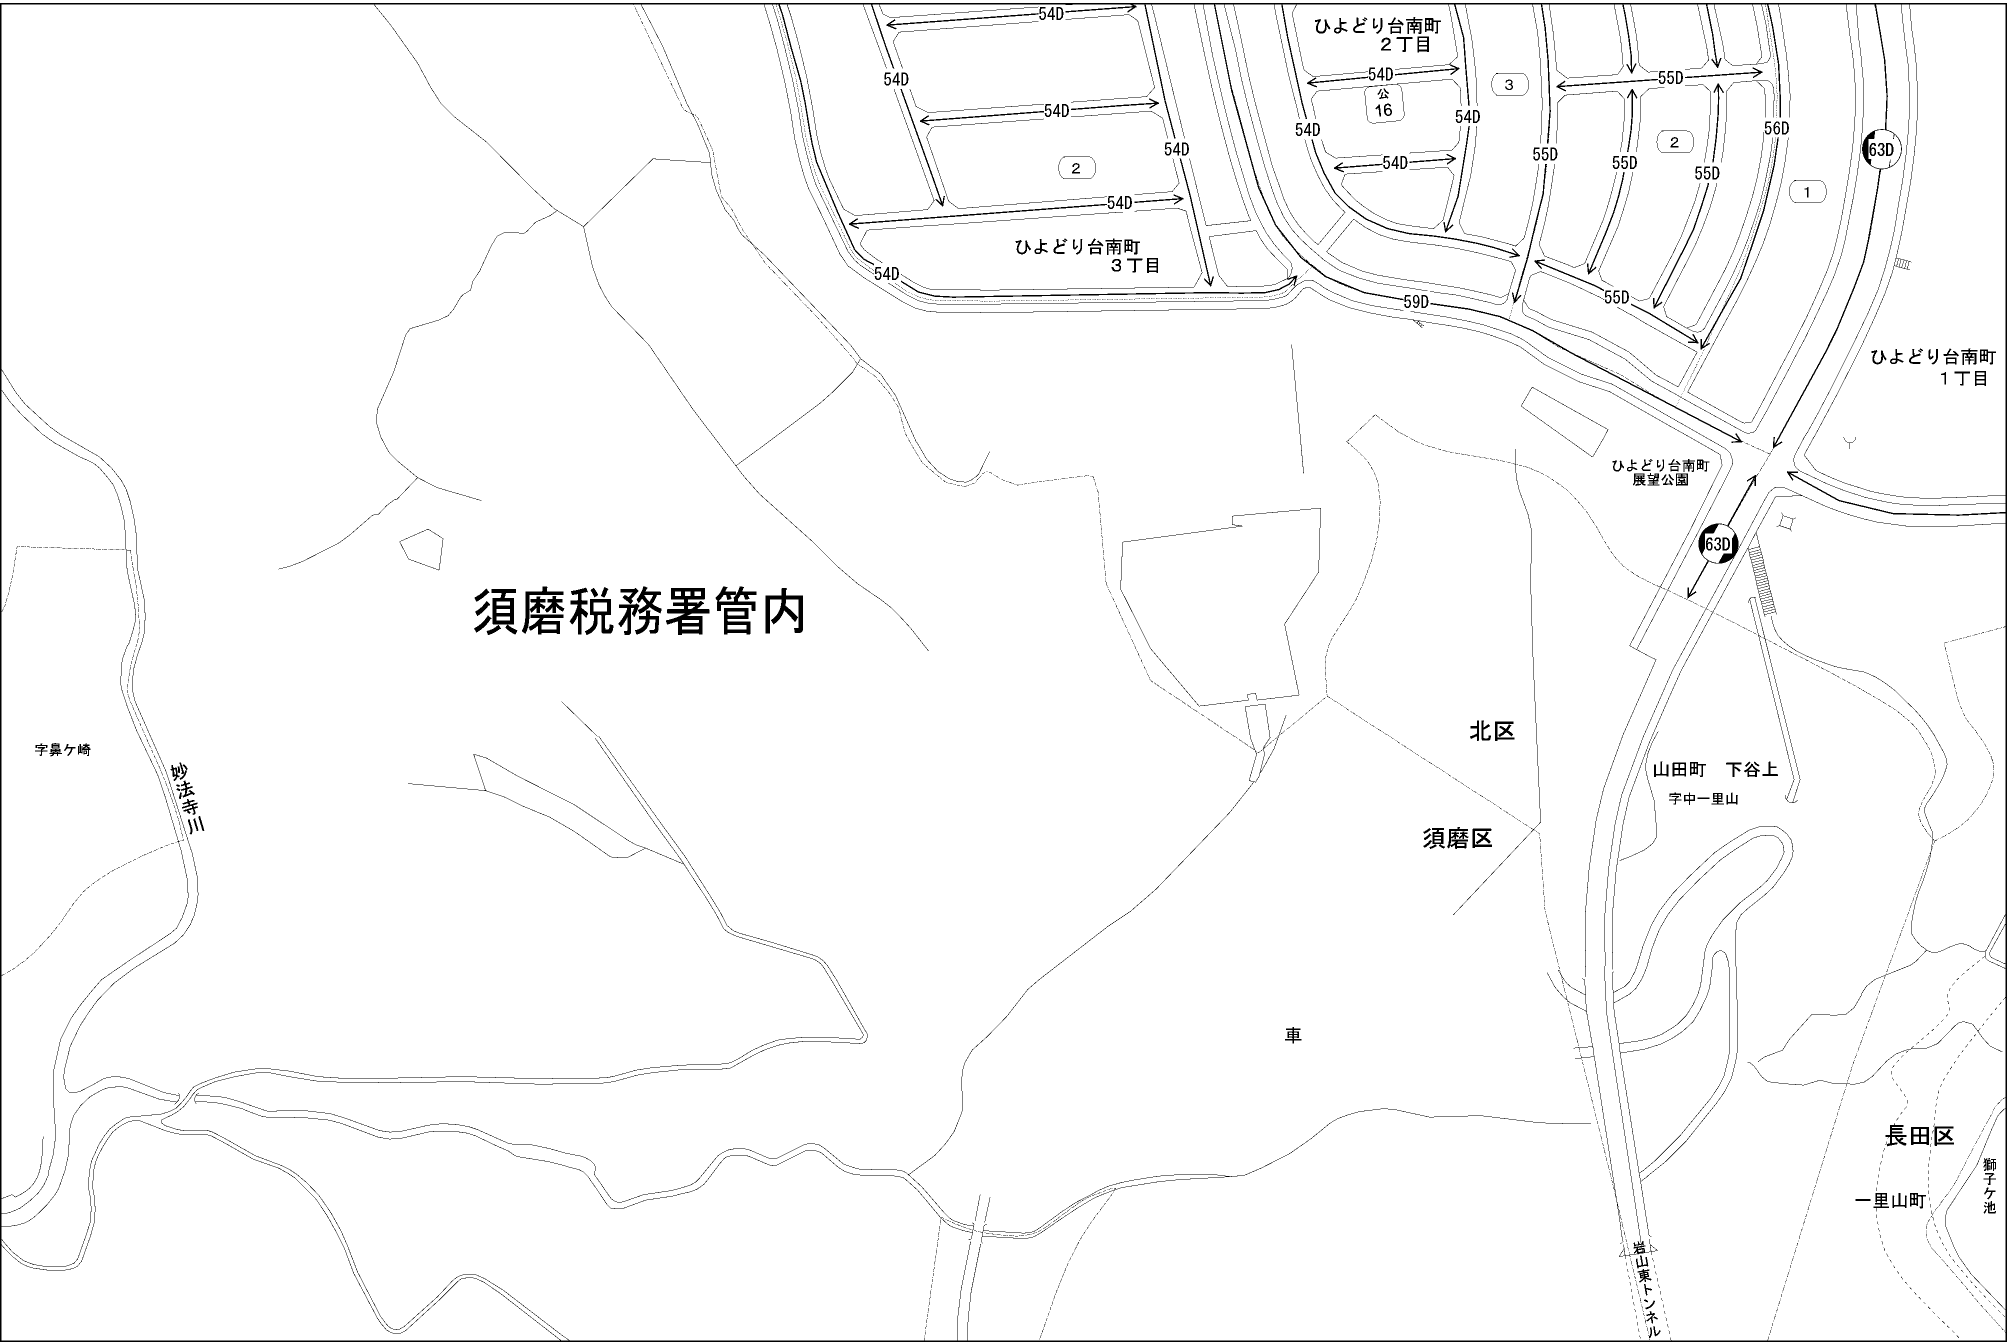 54D
ひよどり台南町
２丁目
54D
54D
3
55D
公
16
54D
54D
54D
56D
54D
2
63D
54D
55D
55D
55D
54D
2
1
54D
ひよどり台南町
３丁目
54D
59D
55D
ひよどり台南町
１丁目
ひよどり台南町
展望公園
63D
須磨税務署管内
北区
字鼻ケ崎
妙法寺川
山田町　下谷上
字中一里山
須磨区
車
長田区
一里山町
獅子ケ池
岩山東トンネル